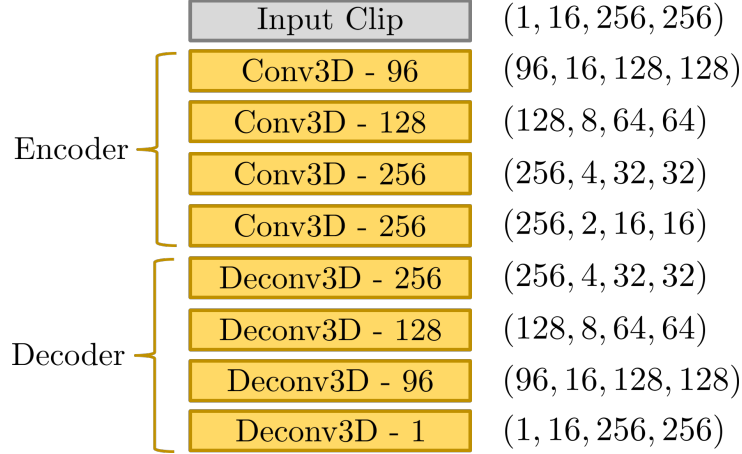 Input Clip (1, 16, 256, 256)
Conv3D - 96 (96, 16, 128, 128)
Conv3D - 128 (128, 8, 64, 64)
Encoder
Conv3D - 256 (256, 4, 32, 32)
Conv3D - 256 (256, 2, 16, 16)
Deconv3D - 256 (256, 4, 32, 32)
Deconv3D - 128 (128, 8, 64, 64)
Decoder
Deconv3D - 96 (96, 16, 128, 128)
Deconv3D - 1 (1, 16, 256, 256)